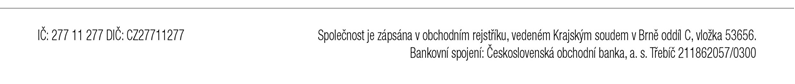 IČ: 277 11 277 DIČ: CZ27711277
Společnost je zápsána v obchodním rejstříku, vedeném Krajským soudem v Brně oddíl C, vložka 53656.
Bankovní spojení: Československá obchodní banka, a. s. Třebíč 211862057/0300